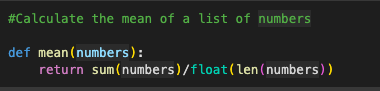 #Calculate the mean of a list of numbers
def mean(numbers):
    return sum(numbers)/float(len(numbers))